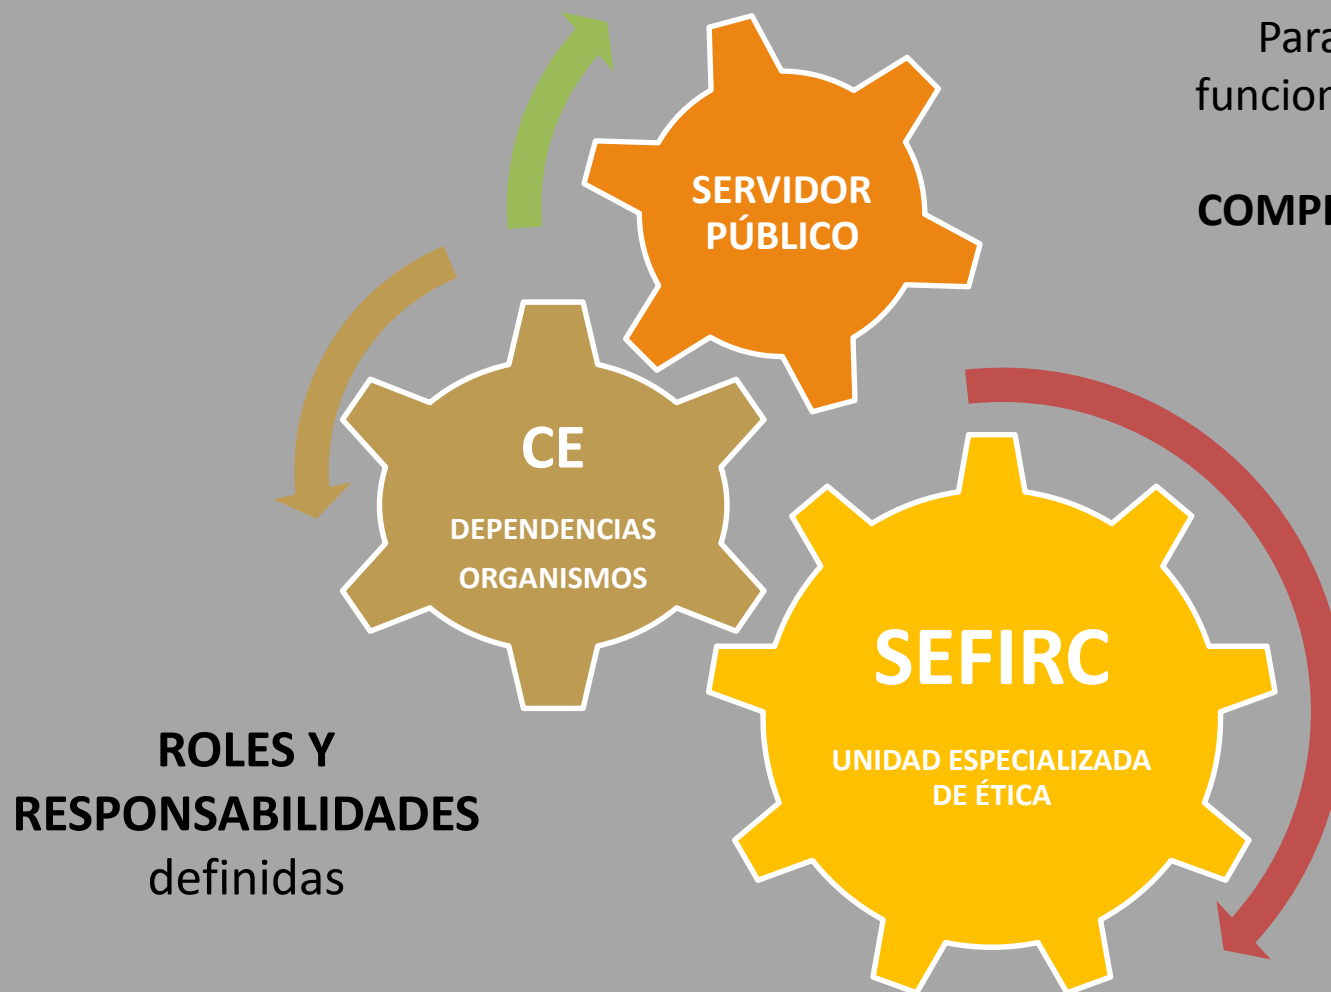 SERVIDOR
PÚBLICO
CE
DEPENDENCIAS
ORGANISMOS
SEFIRC
UNIDAD ESPECIALIZADA
DE ÉTICA
ROLES Y
RESPONSABILIDADES
definidas